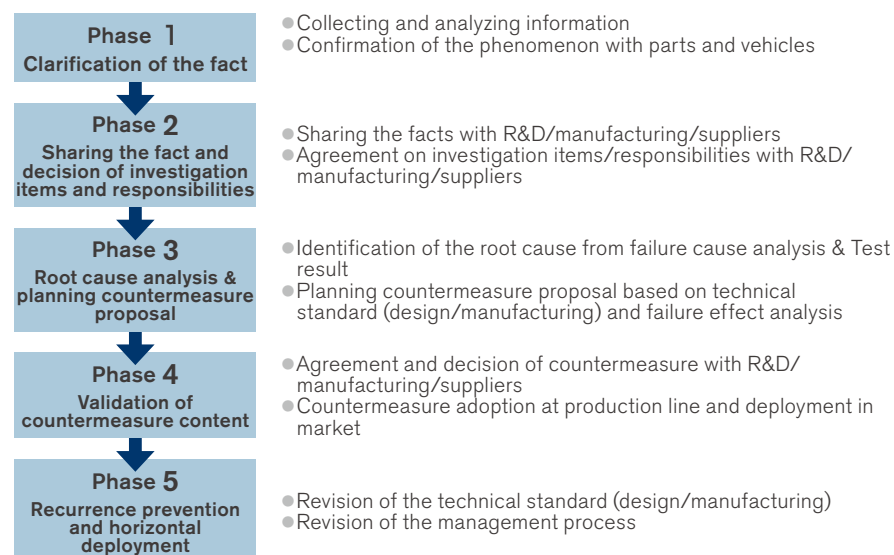 Phase 1
Clarification of the fact
●Collecting and analyzing information
●Confirmation of the phenomenon with parts and vehicles
Phase 2
Sharing the fact and
decision of investigation
items and responsibilities
●Sharing the facts with R&D/manufacturing/suppliers
●Agreement on investigation items/responsibilities with R&D/
manufacturing/suppliers
Phase 3
Root cause analysis &
planning countermeasure
proposal
●Identification of the root cause from failure cause analysis & Test
result
●Planning countermeasure proposal based on technical
standard (design/manufacturing) and failure effect analysis
Phase 4
Validation of
countermeasure content
●Agreement and decision of countermeasure with R&D/
manufacturing/suppliers
●Countermeasure adoption at production line and deployment in
market
Phase 5
Recurrence prevention
and horizontal
deployment
●Revision of the technical standard (design/manufacturing)
●Revision of the management process